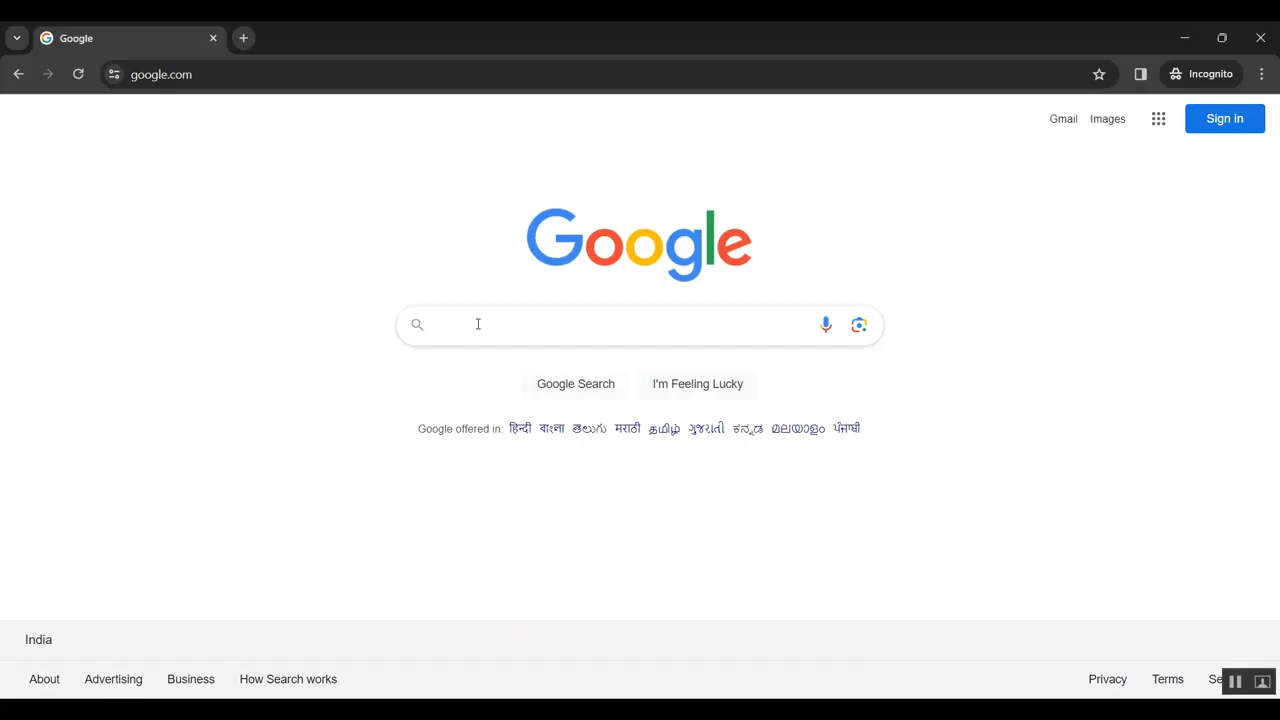 Google
google.com
Incognito
Gmail Images Sign in
Google
Google Search I'm Feeling Lucky
Google offered in: हिन्दी বাংলা తెలుగు मराठी தமிழ் ગુજરાતી ಕನ್ನಡ മലയാളം ਪੰਜਾਬੀ
India
About Advertising Business How Search works Privacy Terms